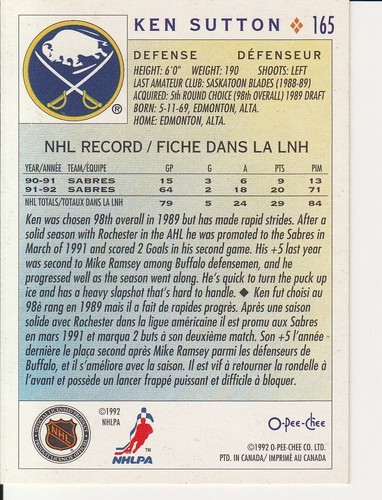 KEN SUTTON ❖ 165
DEFENSE DÉFENSEUR
HEIGHT: 6'0" WEIGHT: 190 SHOOTS: LEFT
LAST AMATEUR CLUB: SASKATOON BLADES (1988-89)
ACQUIRED: 5th ROUND CHOICE (98th OVERALL) 1989 DRAFT
BORN: 5-11-69, EDMONTON, ALTA.
HOME: EDMONTON, ALTA.
®
NHL RECORD / FICHE DANS LA LNH
YEAR/ANNÉE TEAM/ÉQUIPE GP G A PTS PIM
90-91 SABRES 15 3 6 9 13
91-92 SABRES 64 2 18 20 71
NHL TOTALS/TOTAUX DANS LA LNH 79 5 24 29 84
Ken was chosen 98th overall in 1989 but has made rapid strides. After a
solid season with Rochester in the AHL he was promoted to the Sabres in
March of 1991 and scored 2 Goals in his second game. His +5 last year
was second to Mike Ramsey among Buffalo defensemen, and he
progressed well as the season went along. He's quick to turn the puck up
ice and has a heavy slapshot that's hard to handle. ◆ Ken fut choisi au
98è rang en 1989 mais il a fait de rapides progrès. Après une saison
solide avec Rochester dans la ligue américaine il est promu aux Sabres
en mars 1991 et marqua 2 buts à son deuxième match. Son +5 l'année
dernière le plaça second après Mike Ramsey parmi les défenseurs de
Buffalo, et il s'améliore avec la saison. Il est vif à retourner la rondelle à
l'avant et possède un lancer frappé puissant et difficile à bloquer.
NHL
©1992
NHLPA
NHLPA™
O-Pee-Chee
©1992 O-PEE-CHEE CO. LTD.
PTD. IN CANADA/ IMPRIMÉ AU CANADA